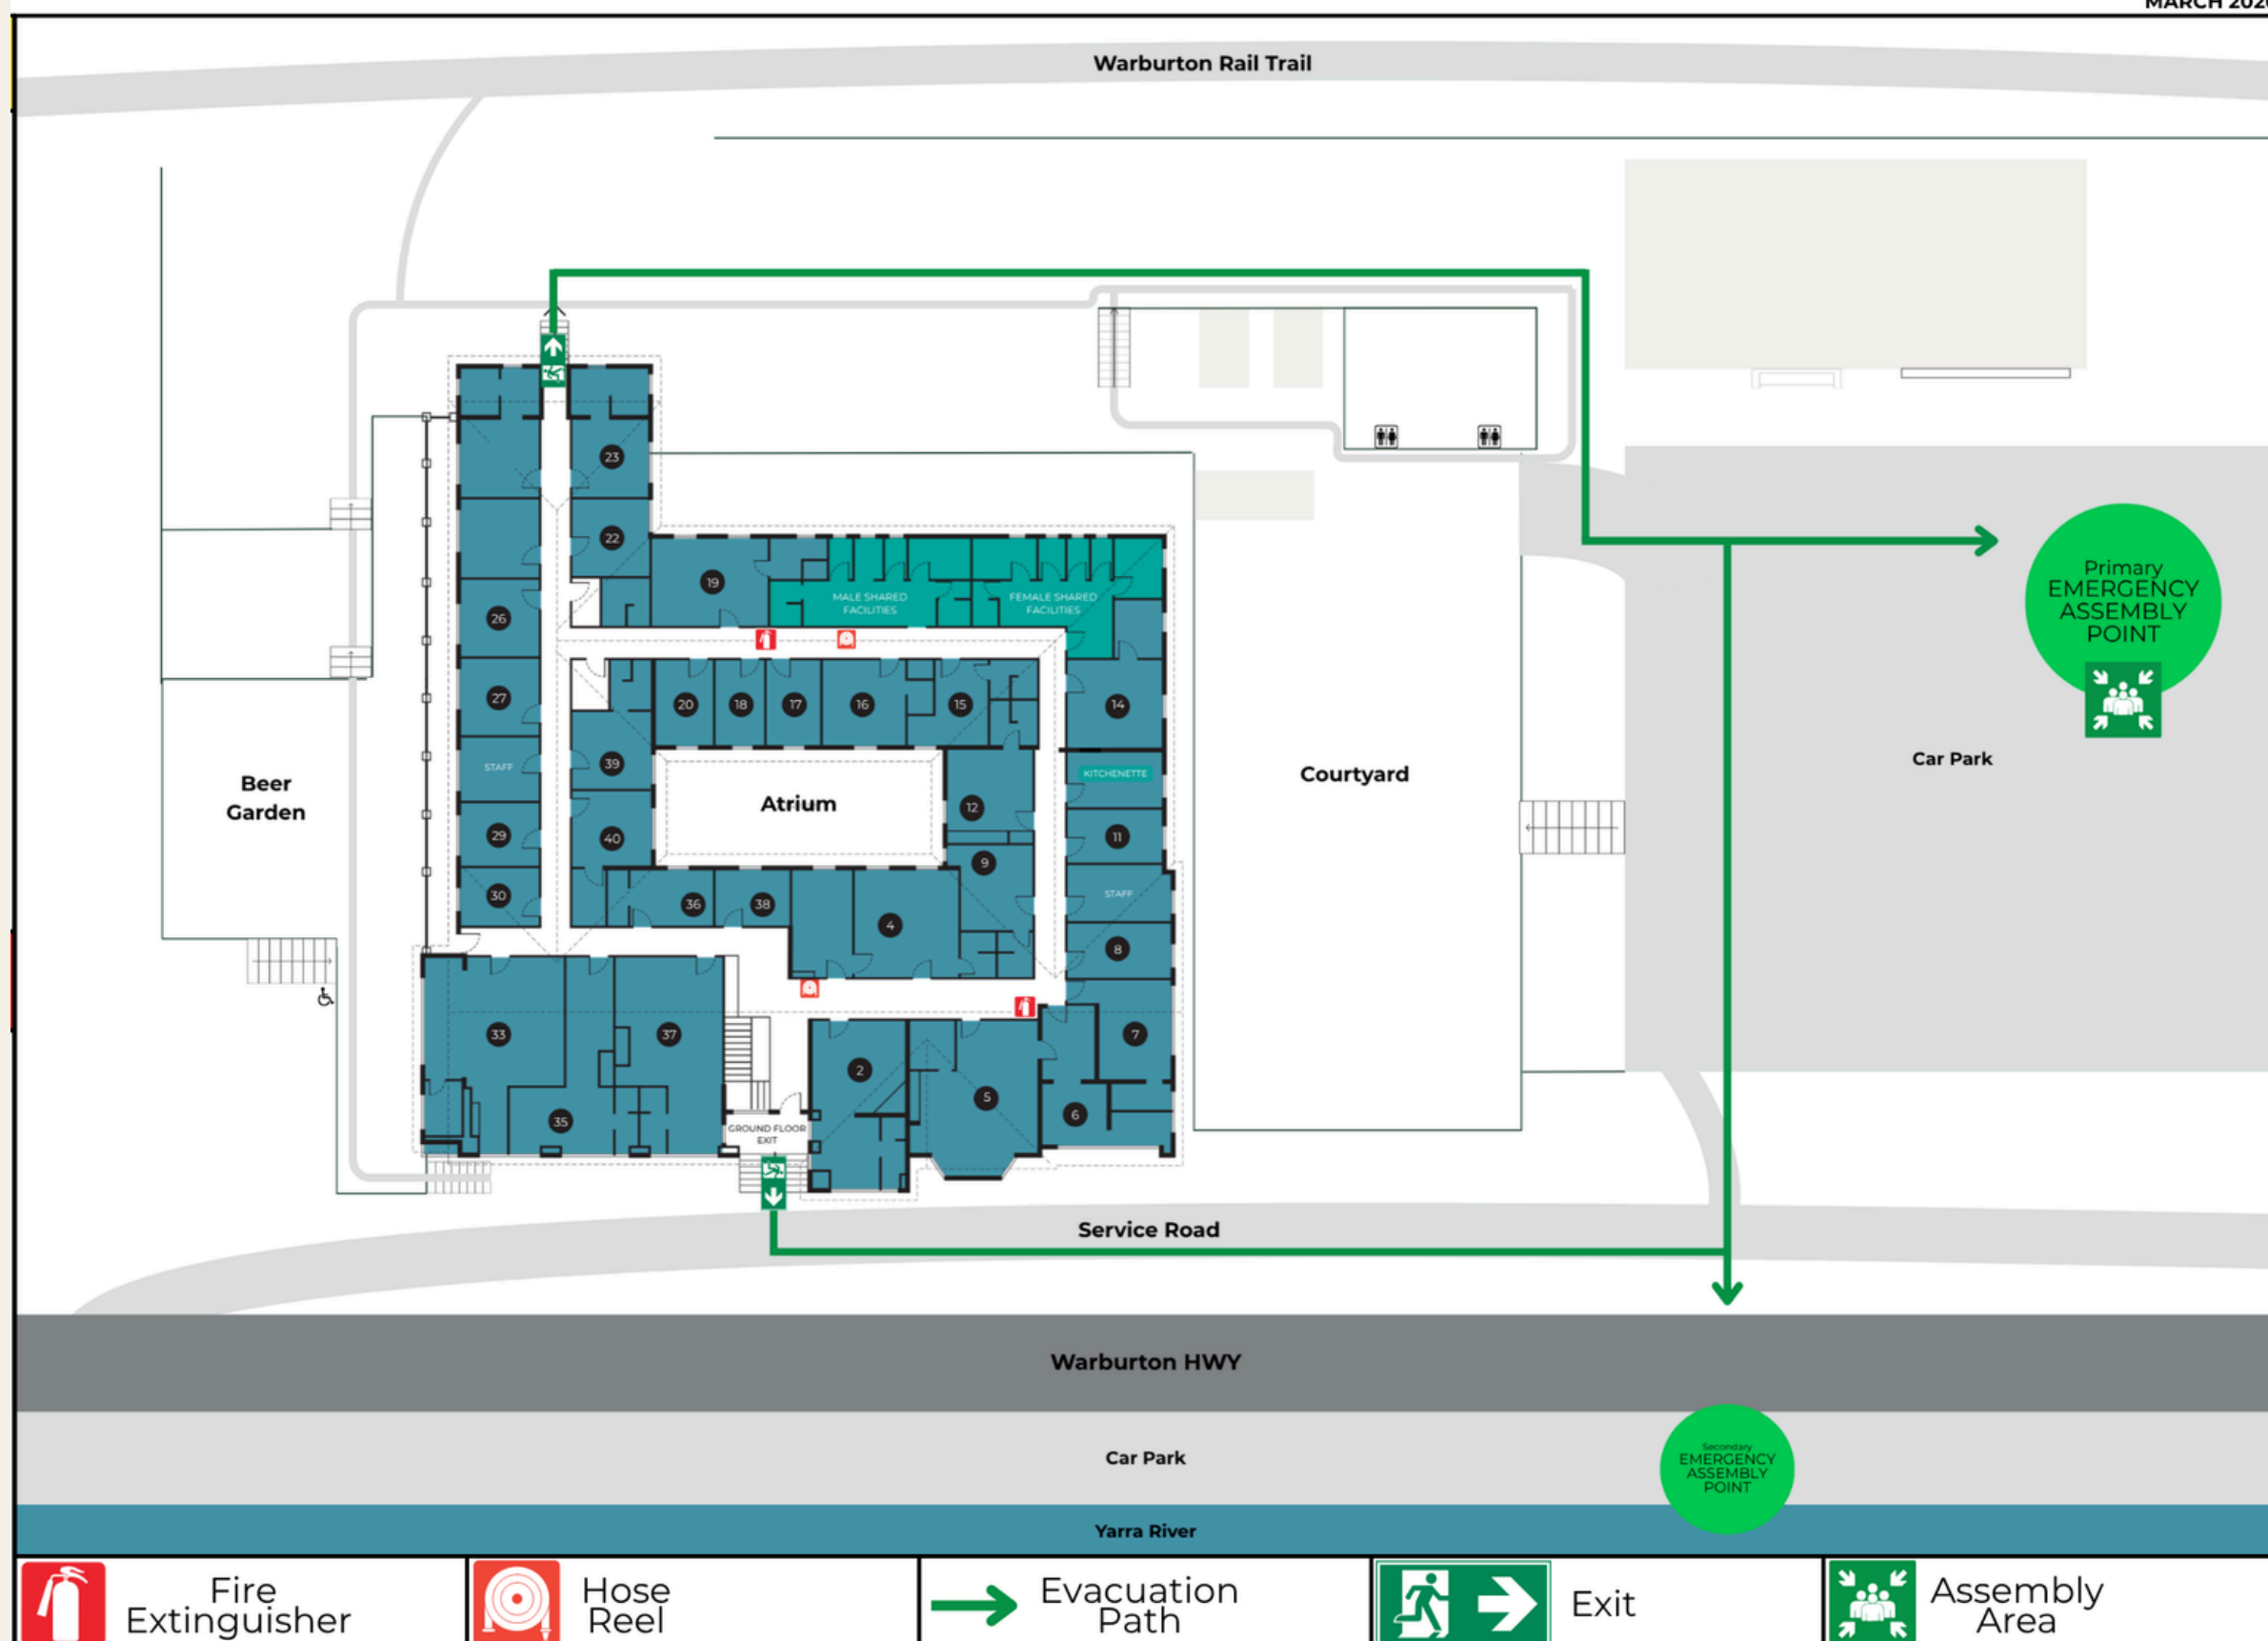 Warburton Rail Trail
23
22
19
MALE SHARED
FACILITIES
FEMALE SHARED
FACILITIES
26
27
20
18
17
16
15
14
STAFF
39
KITCHENETTE
Beer
Garden
Atrium
12
Courtyard
Car Park
29
40
11
9
30
36
38
4
STAFF
8
33
37
2
5
7
6
35
GROUND FLOOR
EXIT
Primary
EMERGENCY
ASSEMBLY
POINT
Service Road
Warburton HWY
Car Park
Secondary
EMERGENCY
ASSEMBLY
POINT
Yarra River
Fire
Extinguisher
Hose
Reel
Evacuation
Path
Exit
Assembly
Area